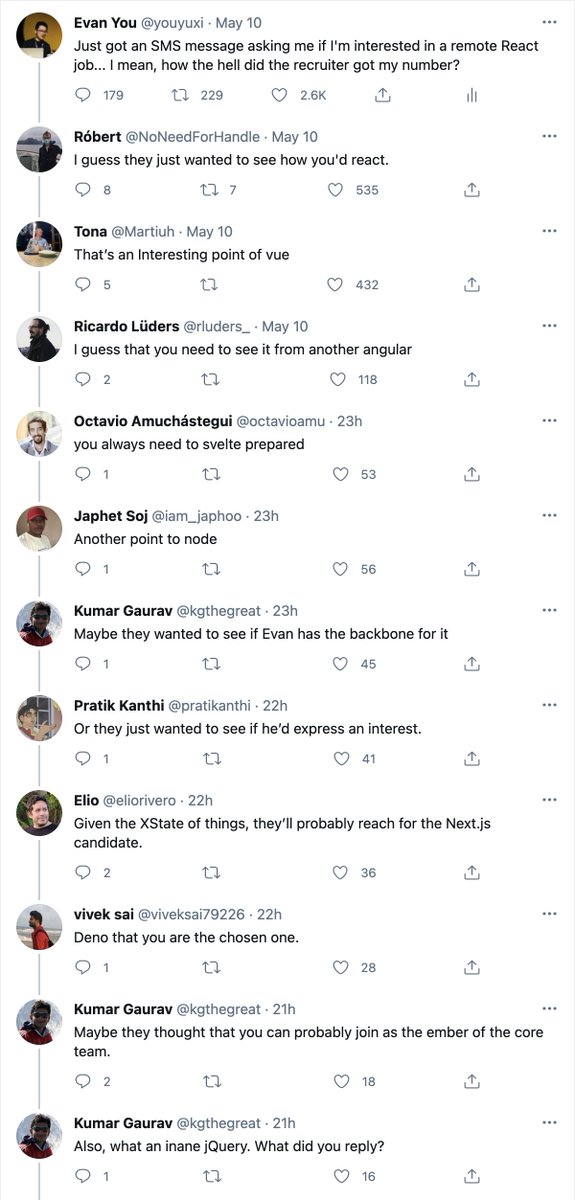 Evan You @youyuxi · May 10
Just got an SMS message asking me if I'm interested in a remote React
job... I mean, how the hell did the recruiter got my number?
179 229 2.6K
Róbert @NoNeedForHandle · May 10
I guess they just wanted to see how you'd react.
8 7 535
Tona @Martiuh · May 10
That’s an Interesting point of vue
5 432
Ricardo Lüders @rluders_ · May 10
I guess that you need to see it from another angular
2 118
Octavio Amuchástegui @octavioamu · 23h
you always need to svelte prepared
1 53
Japhet Soj @iam_japhoo · 23h
Another point to node
1 56
Kumar Gaurav @kgthegreat · 23h
Maybe they wanted to see if Evan has the backbone for it
1 45
Pratik Kanthi @pratikanthi · 22h
Or they just wanted to see if he’d express an interest.
1 41
Elio @eliorivero · 22h
Given the XState of things, they’ll probably reach for the Next.js
candidate.
2 36
vivek sai @viveksai79226 · 22h
Deno that you are the chosen one.
1 28
Kumar Gaurav @kgthegreat · 21h
Maybe they thought that you can probably join as the ember of the core
team.
2 18
Kumar Gaurav @kgthegreat · 21h
Also, what an inane jQuery. What did you reply?
1 16